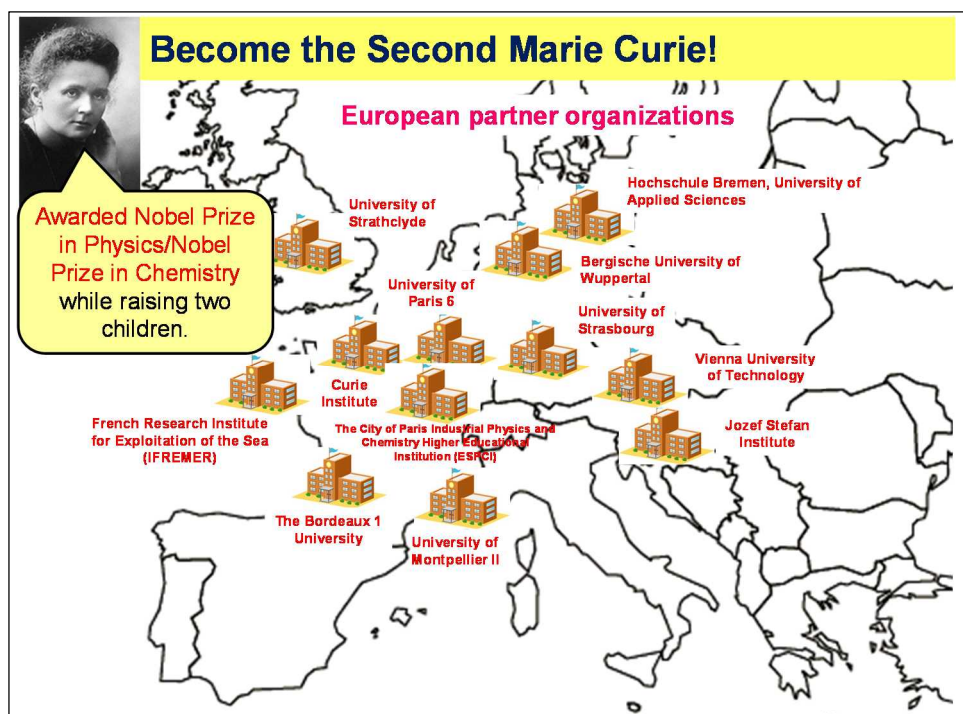 Become the Second Marie Curie!
European partner organizations
Awarded Nobel Prize
in Physics/Nobel
Prize in Chemistry
while raising two
children.
University of
Strathclyde
Hochschule Bremen, University of
Applied Sciences
Bergische University of
Wuppertal
University of
Paris 6
University of
Strasbourg
Vienna University
of Technology
Curie
Institute
French Research Institute
for Exploitation of the Sea
(IFREMER)
The City of Paris Industrial Physics and
Chemistry Higher Educational
Institution (ESPCI)
Jozef Stefan
Institute
The Bordeaux 1
University
University of
Montpellier II